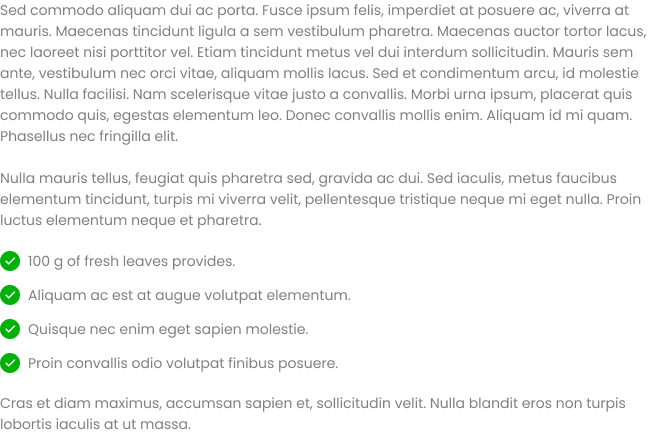 Sed commodo aliquam dui ac porta. Fusce ipsum felis, imperdiet at posuere ac, viverra at
mauris. Maecenas tincidunt ligula a sem vestibulum pharetra. Maecenas auctor tortor lacus,
nec laoreet nisi porttitor vel. Etiam tincidunt metus vel dui interdum sollicitudin. Mauris sem
ante, vestibulum nec orci vitae, aliquam mollis lacus. Sed et condimentum arcu, id molestie
tellus. Nulla facilisi. Nam scelerisque vitae justo a convallis. Morbi urna ipsum, placerat quis
commodo quis, egestas elementum leo. Donec convallis mollis enim. Aliquam id mi quam.
Phasellus nec fringilla elit.
Nulla mauris tellus, feugiat quis pharetra sed, gravida ac dui. Sed iaculis, metus faucibus
elementum tincidunt, turpis mi viverra velit, pellentesque tristique neque mi eget nulla. Proin
luctus elementum neque et pharetra.
100 g of fresh leaves provides.
Aliquam ac est at augue volutpat elementum.
Quisque nec enim eget sapien molestie.
Proin convallis odio volutpat finibus posuere.
Cras et diam maximus, accumsan sapien et, sollicitudin velit. Nulla blandit eros non turpis
lobortis iaculis at ut massa.